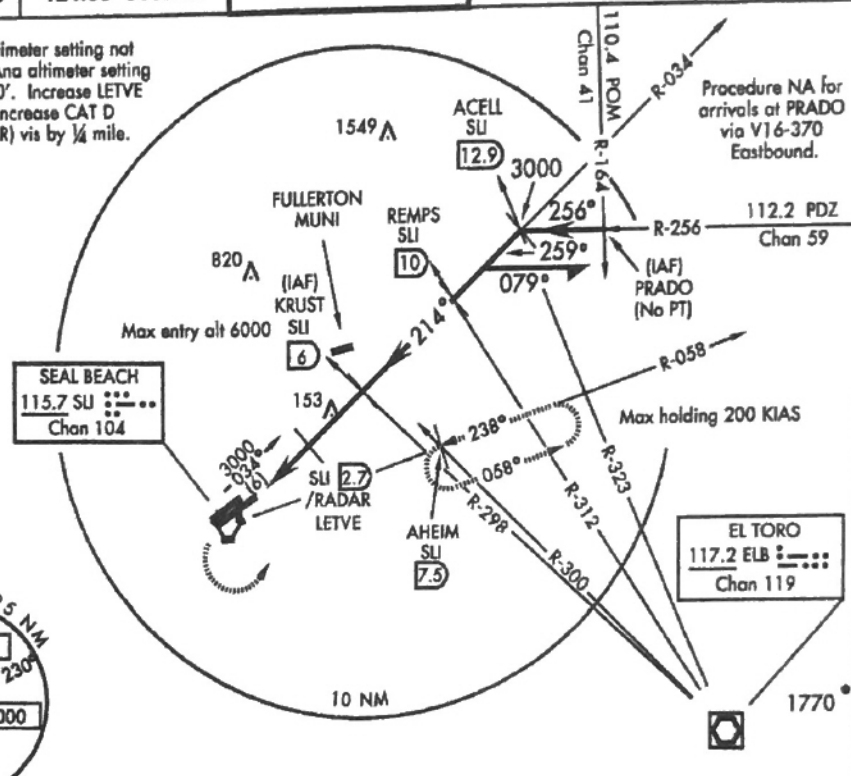 imeter setting not
Ana altimeter setting
0'. Increase LETVE
ncrease CAT D
R) vis by ¼ mile.
110.4 POM
Chan 41
R-034
Procedure NA for
arrivals at PRADO
via V16-370
Eastbound.
1549
ACELL
SLI
12.9
3000
R-164
FULLERTON
MUNI
REMPS
SLI
10
256°
R-256
112.2 PDZ
Chan 59
259°
079°
(IAF)
PRADO
(No PT)
820
(IAF)
KRUST
SLI
6
Max entry alt 6000
214°
R-058
SEAL BEACH
115.7 SLI
Chan 104
153
238°
Max holding 200 KIAS
3000
034°
(6)
SLI 2.7
/RADAR
LETVE
058°
R-323
R-312
R-298
AHEIM
SLI
7.5
R-300
EL TORO
117.2 ELB
Chan 119
25 NM
230°
000
10 NM
1770